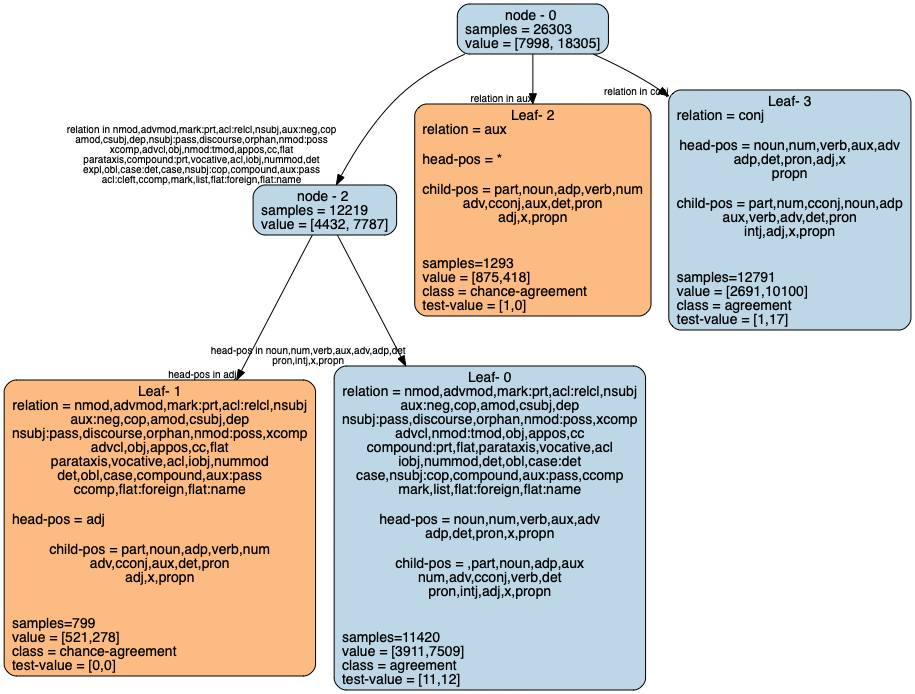 node - 0
samples = 26303
value = [7998, 18305]
relation in aux
relation in conj
relation in nmod,advmod,mark:prt,acl:relcl,nsubj,aux:neg,cop
amod,csubj,dep,nsubj:pass,discourse,orphan,nmod:poss
xcomp,advcl,obj,nmod:tmod,appos,cc,flat
parataxis,compound:prt,vocative,acl,iobj,nummod,det
expl,obl,case:det,case,nsubj:cop,compound,aux:pass
acl:cleft,ccomp,mark,list,flat:foreign,flat:name
Leaf- 2
relation = aux
head-pos = *
child-pos = part,noun,adp,verb,num
adv,cconj,aux,det,pron
adj,x,propn
samples=1293
value = [875,418]
class = chance-agreement
test-value = [1,0]
Leaf- 3
relation = conj
head-pos = noun,num,verb,aux,adv
adp,det,pron,adj,x
propn
child-pos = part,num,cconj,noun,adp
aux,verb,adv,det,pron
intj,adj,x,propn
samples=12791
value = [2691,10100]
class = agreement
test-value = [1,17]
node - 2
samples = 12219
value = [4432, 7787]
head-pos in noun,num,verb,aux,adv,adp,det
pron,intj,x,propn
head-pos in adj
Leaf- 1
relation = nmod,advmod,mark:prt,acl:relcl,nsubj
aux:neg,cop,amod,csubj,dep
nsubj:pass,discourse,orphan,nmod:poss,xcomp
advcl,obj,appos,cc,flat
parataxis,vocative,acl,iobj,nummod
det,obl,case,compound,aux:pass
ccomp,flat:foreign,flat:name
head-pos = adj
child-pos = part,noun,adp,verb,num
adv,cconj,aux,det,pron
adj,x,propn
samples=799
value = [521,278]
class = chance-agreement
test-value = [0,0]
Leaf- 0
relation = nmod,advmod,mark:prt,acl:relcl,nsubj
aux:neg,cop,amod,csubj,dep
nsubj:pass,discourse,orphan,nmod:poss,xcomp
advcl,nmod:tmod,obj,appos,cc
compound:prt,flat,parataxis,vocative,acl
iobj,nummod,det,obl,case:det
case,nsubj:cop,compound,aux:pass,ccomp
mark,list,flat:foreign,flat:name
head-pos = noun,num,verb,aux,adv
adp,det,pron,x,propn
child-pos = ,part,noun,adp,aux
num,adv,cconj,verb,det
pron,intj,adj,x,propn
samples=11420
value = [3911,7509]
class = agreement
test-value = [11,12]